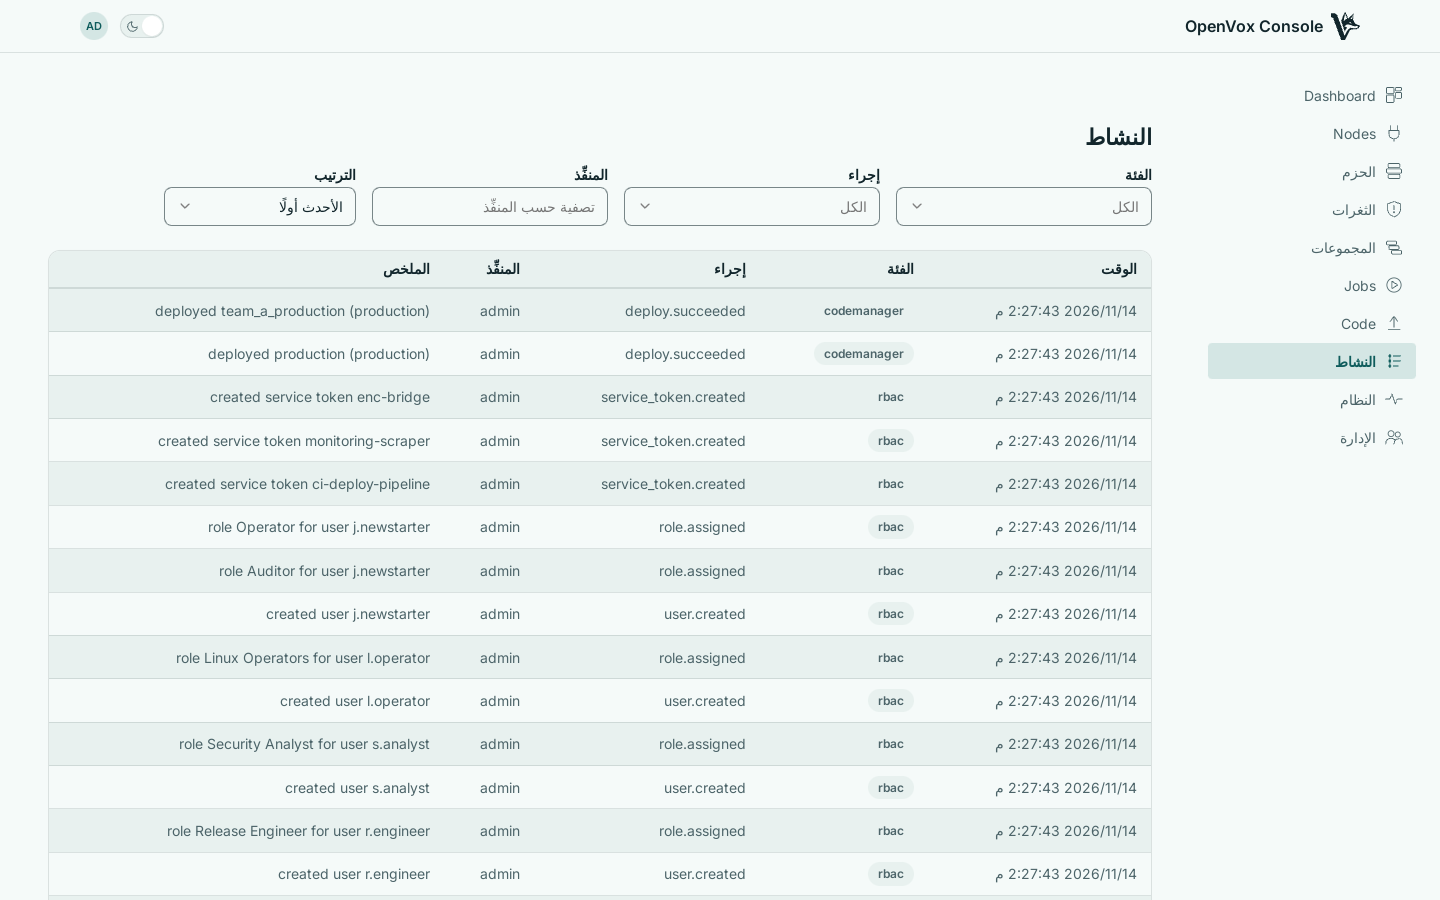 OpenVox Console
AD
Dashboard
Nodes
الحزم
الثغرات
المجموعات
Jobs
Code
النشاط
النظام
الإدارة
النشاط
الفئة إجراء المنفِّذ الترتيب
الكل الكل تصفية حسب المنفِّذ الأحدث أولًا
الوقت الفئة إجراء المنفِّذ الملخص
2026/11/14 2:27:43 م codemanager deploy.succeeded admin deployed team_a_production (production)
2026/11/14 2:27:43 م codemanager deploy.succeeded admin deployed production (production)
2026/11/14 2:27:43 م rbac service_token.created admin created service token enc-bridge
2026/11/14 2:27:43 م rbac service_token.created admin created service token monitoring-scraper
2026/11/14 2:27:43 م rbac service_token.created admin created service token ci-deploy-pipeline
2026/11/14 2:27:43 م rbac role.assigned admin role Operator for user j.newstarter
2026/11/14 2:27:43 م rbac role.assigned admin role Auditor for user j.newstarter
2026/11/14 2:27:43 م rbac user.created admin created user j.newstarter
2026/11/14 2:27:43 م rbac role.assigned admin role Linux Operators for user l.operator
2026/11/14 2:27:43 م rbac user.created admin created user l.operator
2026/11/14 2:27:43 م rbac role.assigned admin role Security Analyst for user s.analyst
2026/11/14 2:27:43 م rbac user.created admin created user s.analyst
2026/11/14 2:27:43 م rbac role.assigned admin role Release Engineer for user r.engineer
2026/11/14 2:27:43 م rbac user.created admin created user r.engineer